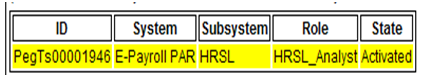 ID System Subsystem Role State
PegTs00001946 E-Payroll PAR HRSL HRSL_Analyst Activated